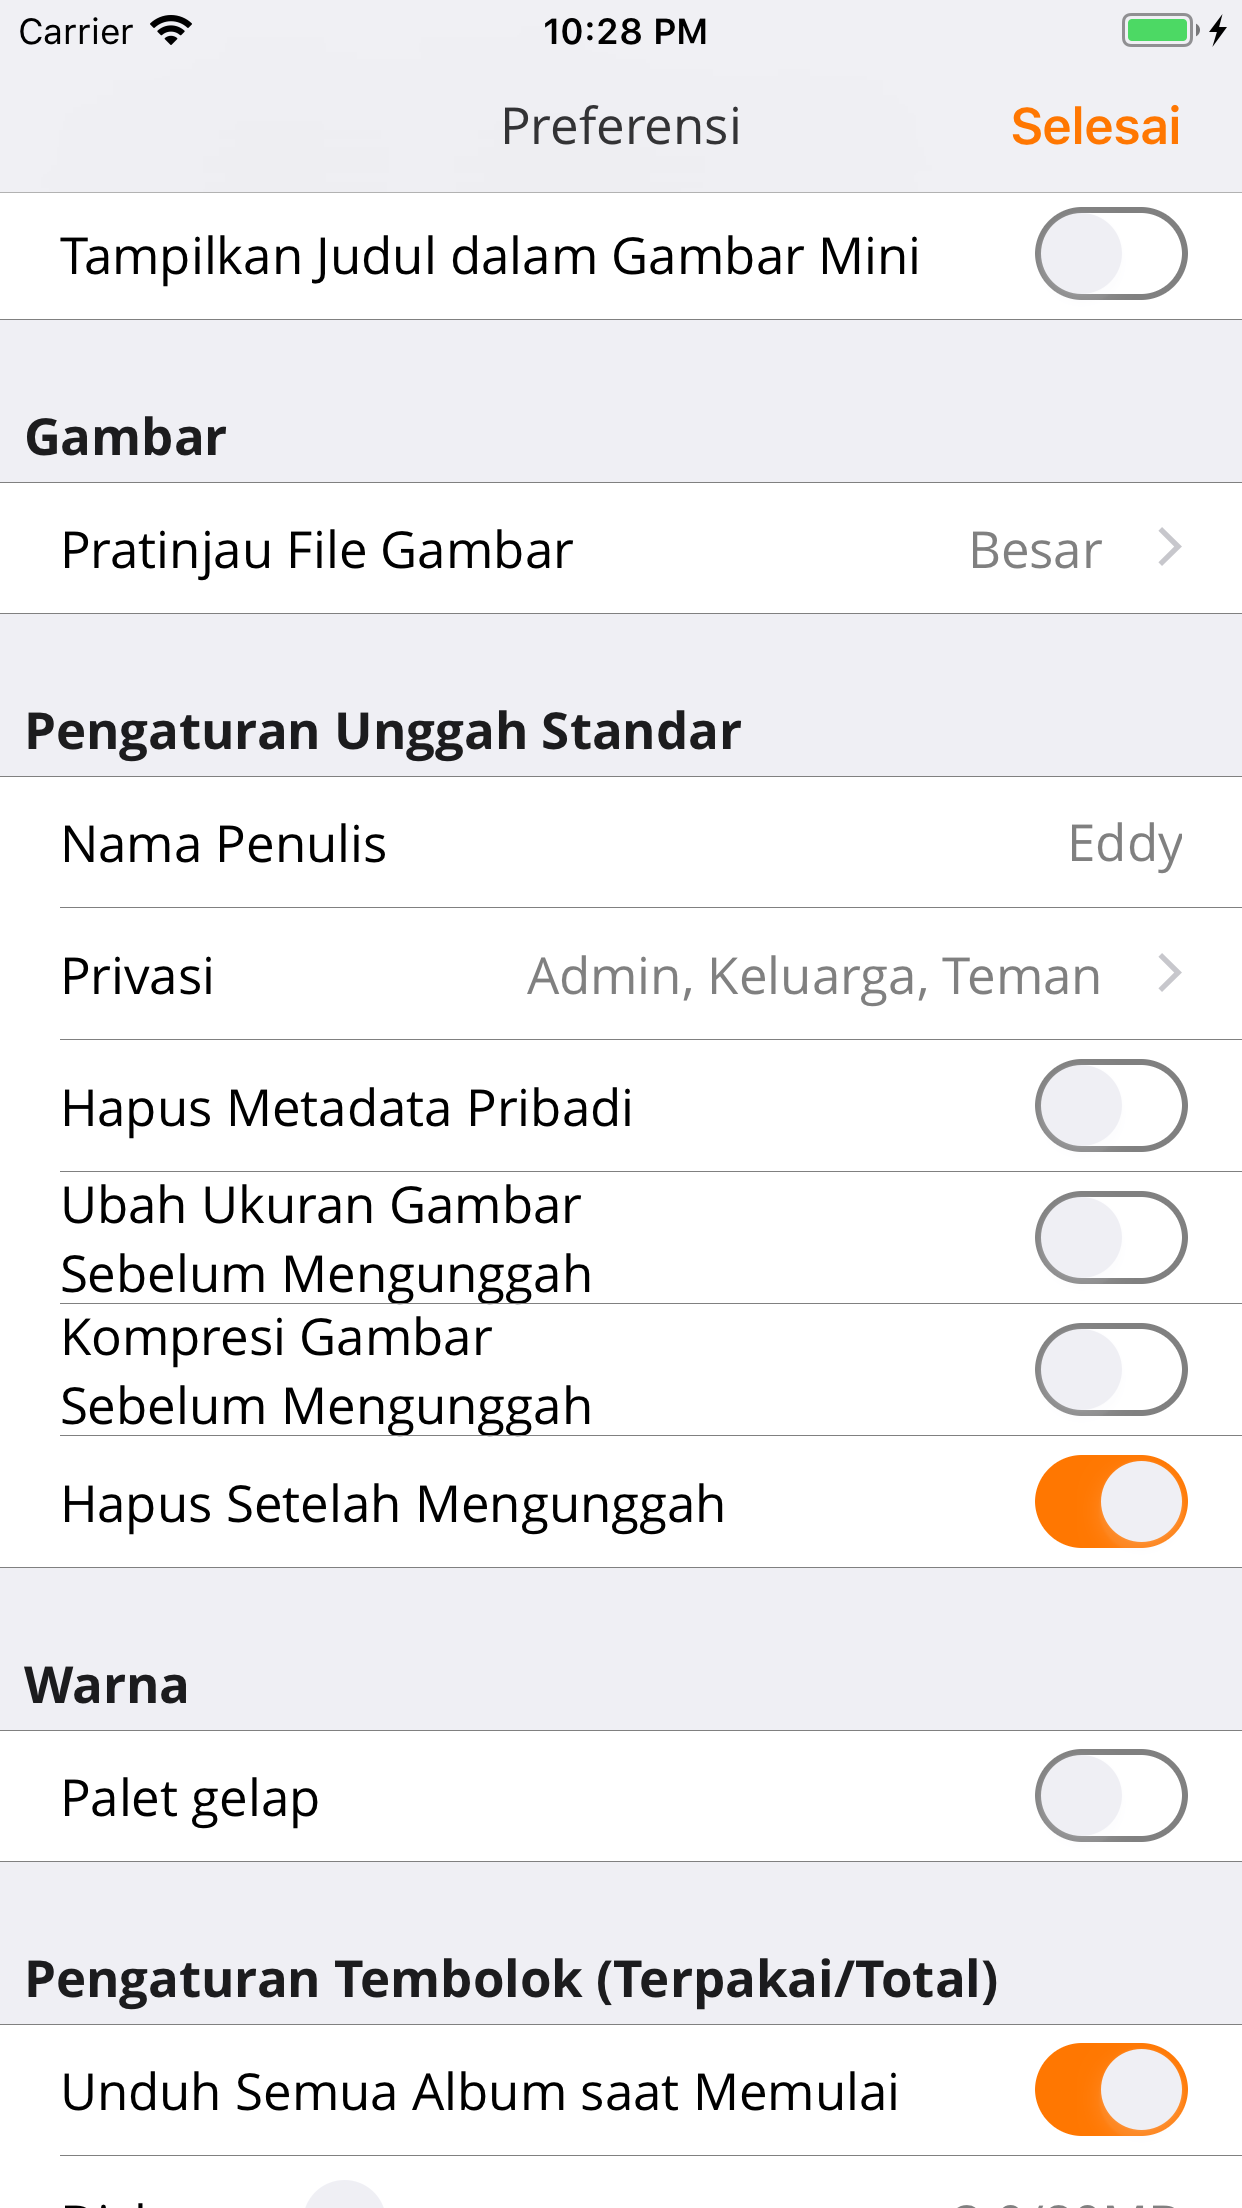 Carrier 10:28 PM
Preferensi Selesai
Tampilkan Judul dalam Gambar Mini
Gambar
Pratinjau File Gambar Besar
Pengaturan Unggah Standar
Nama Penulis Eddy
Privasi Admin, Keluarga, Teman
Hapus Metadata Pribadi
Ubah Ukuran Gambar
Sebelum Mengunggah
Kompresi Gambar
Sebelum Mengunggah
Hapus Setelah Mengunggah
Warna
Palet gelap
Pengaturan Tembolok (Terpakai/Total)
Unduh Semua Album saat Memulai